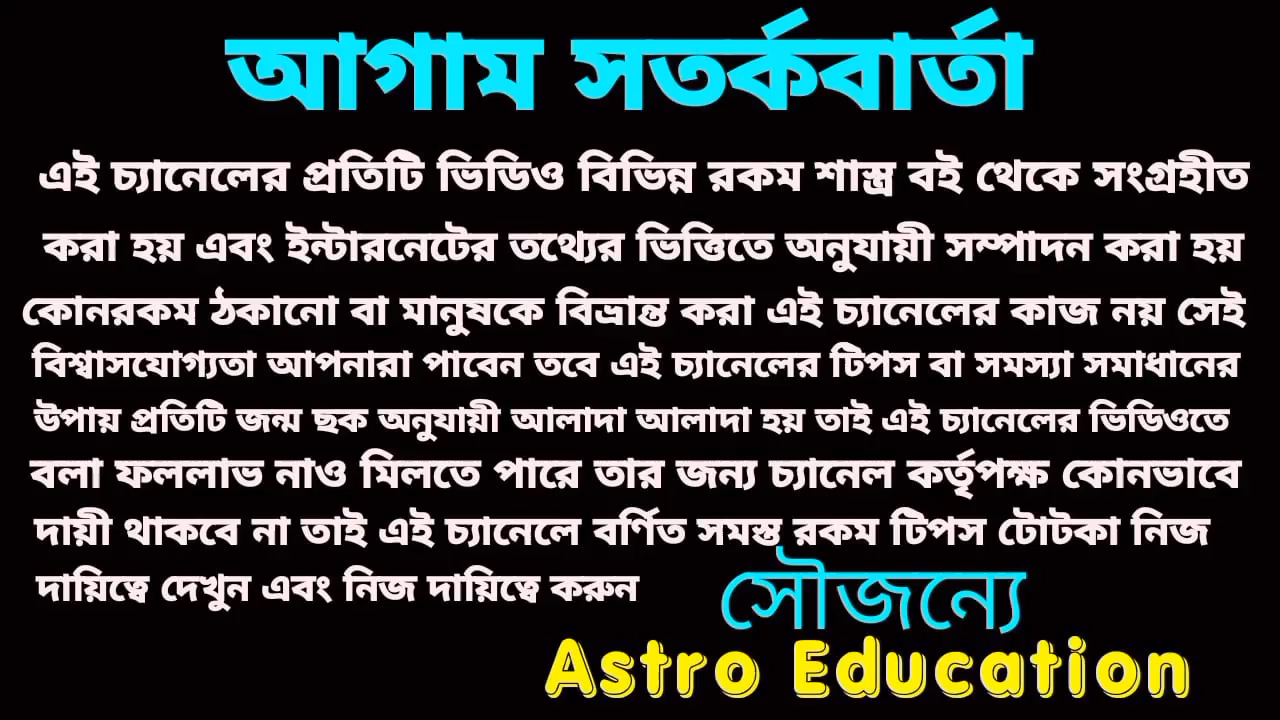 আগাম সতর্কবার্তা
এই চ্যানেলের প্রতিটি ভিডিও বিভিন্ন রকম শাস্ত্র বই থেকে সংগ্রহীত
করা হয় এবং ইন্টারনেটের তথ্যের ভিত্তিতে অনুযায়ী সম্পাদন করা হয়
কোনরকম ঠকানো বা মানুষকে বিভ্রান্ত করা এই চ্যানেলের কাজ নয় সেই
বিশ্বাসযোগ্যতা আপনারা পাবেন তবে এই চ্যানেলের টিপস বা সমস্যা সমাধানের
উপায় প্রতিটি জন্ম ছক অনুযায়ী আলাদা আলাদা হয় তাই এই চ্যানেলের ভিডিওতে
বলা ফললাভ নাও মিলতে পারে তার জন্য চ্যানেল কর্তৃপক্ষ কোনভাবে
দায়ী থাকবে না তাই এই চ্যানেলে বর্ণিত সমস্ত রকম টিপস টোটকা নিজ
দায়িত্বে দেখুন এবং নিজ দায়িত্বে করুন
সৌজন্যে
Astro Education